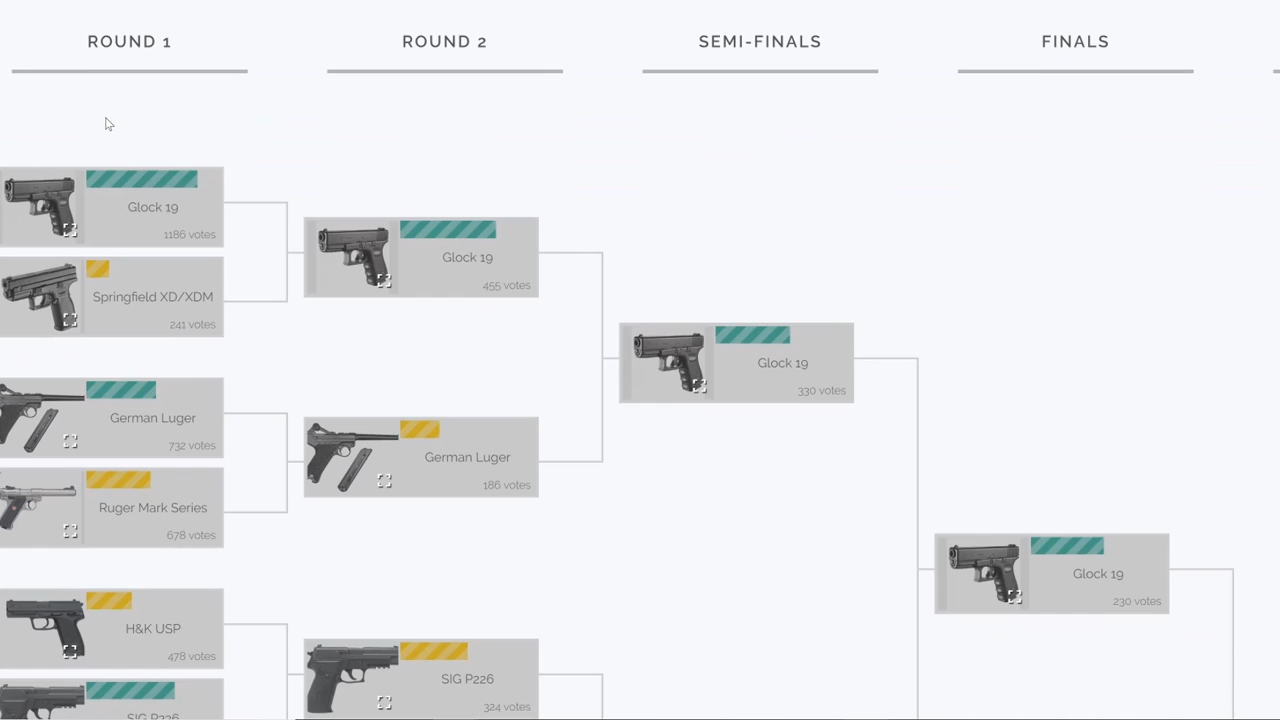 ROUND 1
ROUND 2
SEMI-FINALS
FINALS
Glock 19
1186 votes
Springfield XD/XDM
241 votes
German Luger
732 votes
Ruger Mark Series
678 votes
H&K USP
478 votes
SIG P226
Glock 19
455 votes
German Luger
186 votes
SIG P226
324 votes
Glock 19
330 votes
Glock 19
230 votes